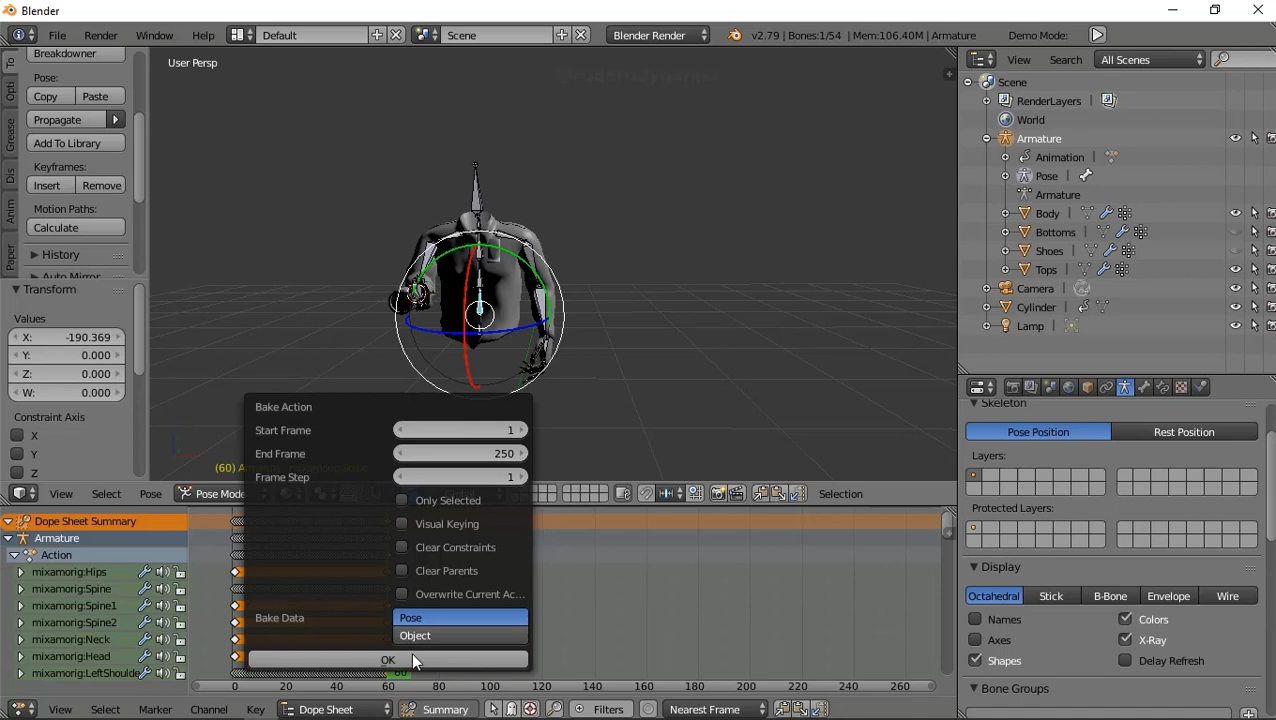 Blender
File Render Window Help Default Scene Blender Render v2.79 | Bones:1/54 | Mem:106.40M | Armature Demo Mode:
Breakdowner
Pose:
Copy Paste
Propagate
Add To Library
Keyframes:
Insert Remove
Motion Paths:
Calculate
History
Transform
Values
X: -190.369
Y: 0.000
Z: 0.000
W: 0.000
Constraint Axis
X
Y
Z
To
Opti
Grease
Dis
Anim
Paper
User Persp
Bake Action
Start Frame 1
End Frame 250
Frame Step 1
Only Selected
Visual Keying
Clear Constraints
Clear Parents
Overwrite Current Ac...
Bake Data Pose
Object
OK
View Select Pose Pose Mode Selection
View Search All Scenes
Scene
RenderLayers
World
Armature
Animation
Pose
Armature
Body
Bottoms
Shoes
Tops
Camera
Cylinder
Lamp
Skeleton
Pose Position Rest Position
Layers:
Protected Layers:
Display
Octahedral Stick B-Bone Envelope Wire
Names Colors
Axes X-Ray
Shapes Delay Refresh
Bone Groups
Dope Sheet Summary
Armature
Action
mixamorig:Hips
mixamorig:Spine
mixamorig:Spine1
mixamorig:Spine2
mixamorig:Neck
mixamorig:Head
mixamorig:LeftShoulde
60
0 20 40 60 80 100 120 140 160 180 200 220 240 260
View Select Marker Channel Key Dope Sheet Summary Filters Nearest Frame